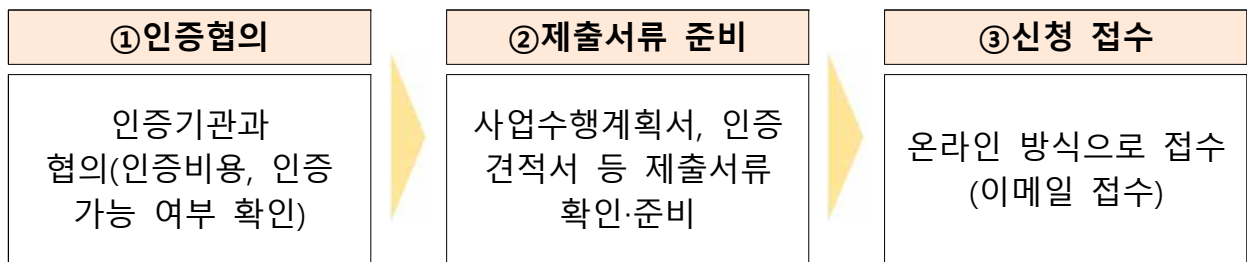 ①인증협의
인증기관과
협의(인증비용, 인증
가능 여부 확인)
②제출서류 준비
사업수행계획서, 인증
견적서 등 제출서류
확인·준비
③신청 접수
온라인 방식으로 접수
(이메일 접수)